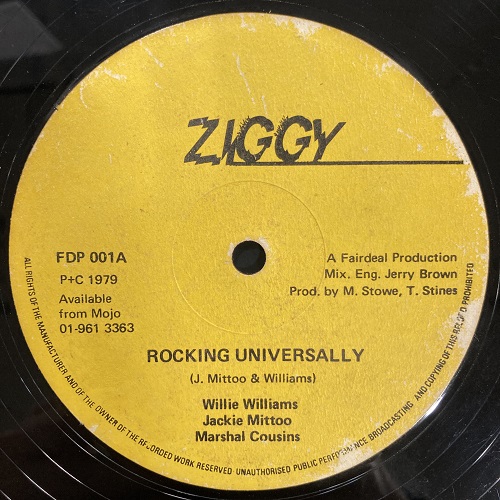 ZIGGY
FDP 001A
P+C 1979
Available
from Mojo
01-961 3363
A Fairdeal Production
Mix. Eng. Jerry Brown
Prod. by M. Stowe, T. Stines
ROCKING UNIVERSALLY
(J. Mittoo & Williams)
Willie Williams
Jackie Mittoo
Marshal Cousins
ALL RIGHTS OF THE MANUFACTURER AND OF THE OWNER OF THE RECORDED WORK RESERVED · UNAUTHORISED PUBLIC PERFORMANCE BROADCASTING AND COPYING OF THIS RECORD PROHIBITED